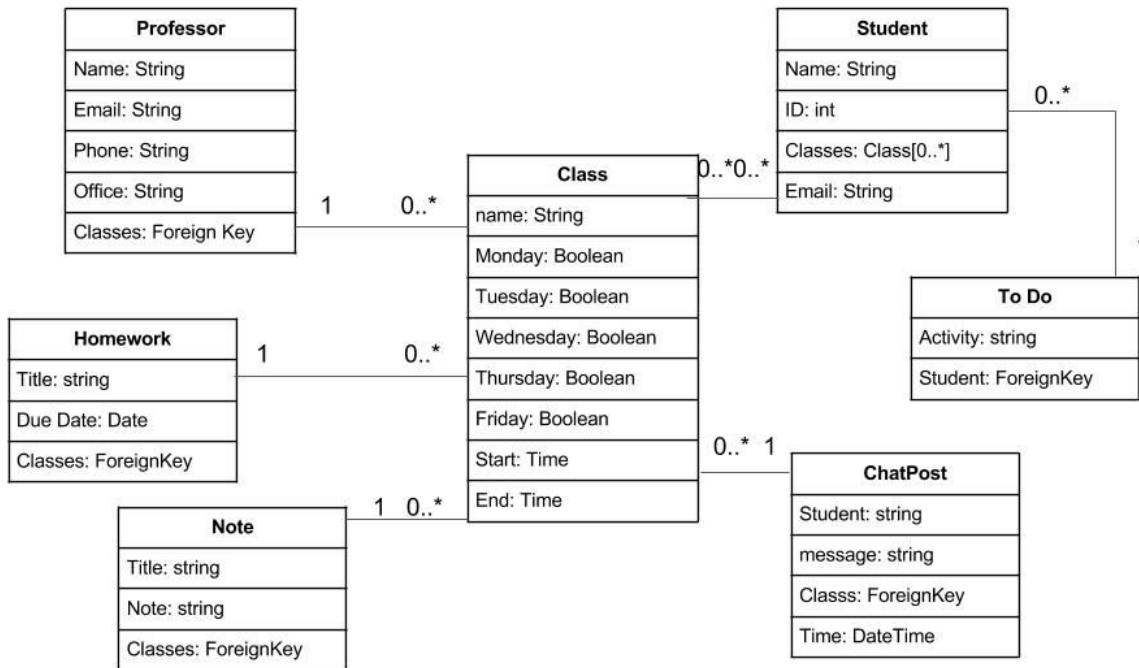 Professor
Name: String
Email: String
Phone: String
Office: String
Classes: Foreign Key
Student
Name: String
ID: int
Classes: Class[0..*]
Email: String
0..*
Class
name: String
Monday: Boolean
Tuesday: Boolean
Wednesday: Boolean
Thursday: Boolean
Friday: Boolean
Start: Time
End: Time
1 0..*
0..*0..*
To Do
Activity: string
Student: ForeignKey
Homework
Title: string
Due Date: Date
Classes: ForeignKey
1 0..*
0..* 1
ChatPost
Student: string
message: string
Classs: ForeignKey
Time: DateTime
1 0..*
Note
Title: string
Note: string
Classes: ForeignKey